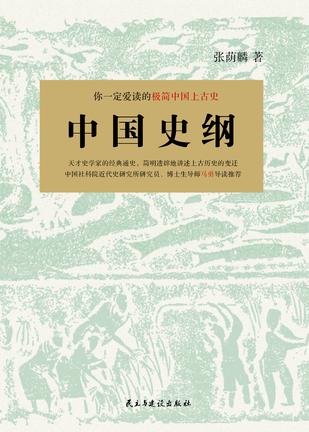 张荫麟 著
你一定爱读的极简中国上古史
中国史纲
天才史学家的经典通史，简明透辟地讲述上古历史的变迁
中国社科院近代史研究所研究员、博士生导师马勇导读推荐
民主与建设出版社